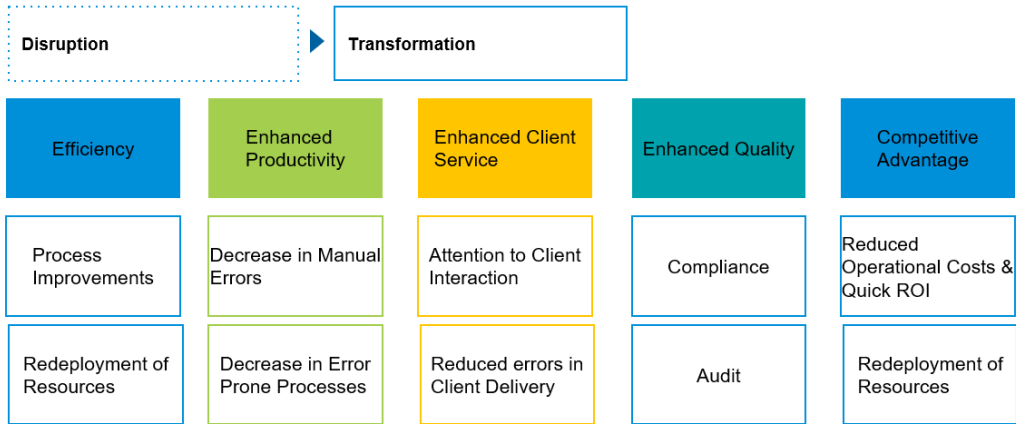 Disruption
Transformation
Efficiency
Enhanced
Productivity
Enhanced Client
Service
Enhanced Quality
Competitive
Advantage
Process
Improvements
Decrease in Manual
Errors
Attention to Client
Interaction
Compliance
Reduced
Operational Costs &
Quick ROI
Redeployment of
Resources
Decrease in Error
Prone Processes
Reduced errors in
Client Delivery
Audit
Redeployment of
Resources